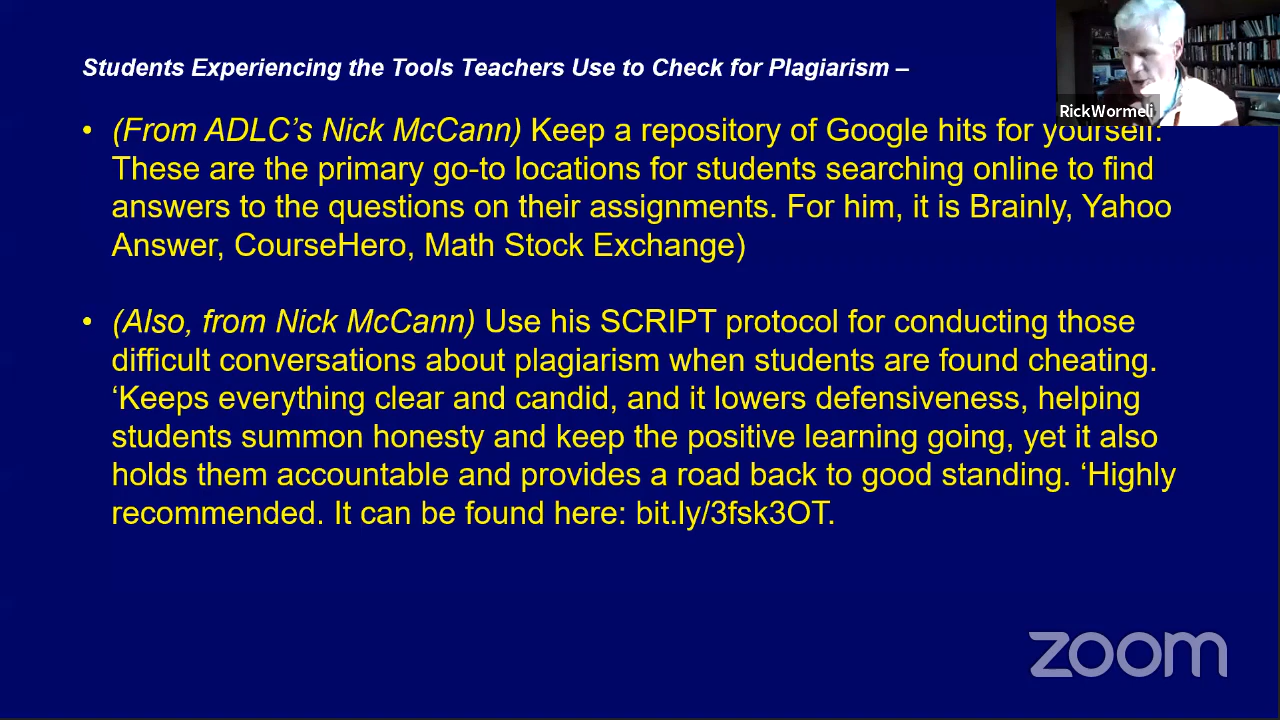 Students Experiencing the Tools Teachers Use to Check for Plagiarism –
RickWormeli
• (From ADLC’s Nick McCann) Keep a repository of Google hits for yourself.
These are the primary go-to locations for students searching online to find
answers to the questions on their assignments. For him, it is Brainly, Yahoo
Answer, CourseHero, Math Stock Exchange)
• (Also, from Nick McCann) Use his SCRIPT protocol for conducting those
difficult conversations about plagiarism when students are found cheating.
‘Keeps everything clear and candid, and it lowers defensiveness, helping
students summon honesty and keep the positive learning going, yet it also
holds them accountable and provides a road back to good standing. ‘Highly
recommended. It can be found here: bit.ly/3fsk3OT.
zoom